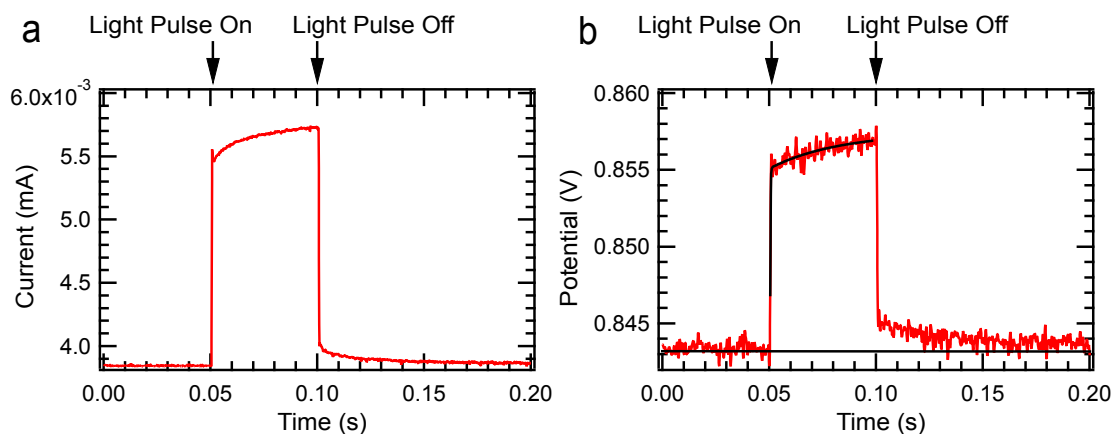 a
Light Pulse On
Light Pulse Off
6.0x10⁻³
5.5
5.0
4.5
4.0
Current (mA)
0.00
0.05
0.10
0.15
0.20
Time (s)
b
Light Pulse On
Light Pulse Off
0.860
0.855
0.850
0.845
Potential (V)
0.00
0.05
0.10
0.15
0.20
Time (s)